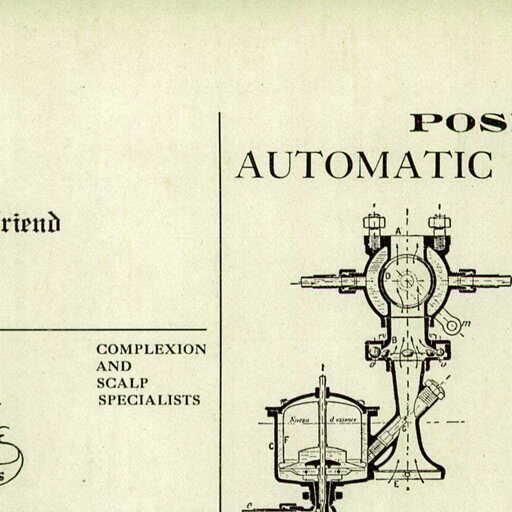 riend
COMPLEXION
AND
SCALP
SPECIALISTS
s
POS
AUTOMATIC
A
D
m
B
Niveau d essence
C
F
G
E
e